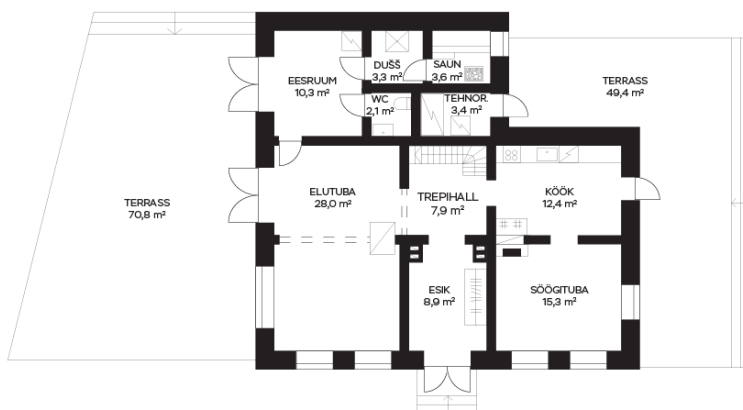 EESRUUM
10,3 m²
DUŠŠ
3,3 m²
SAUN
3,6 m²
WC
2,1 m²
TEHNOR.
3,4 m²
TERRASS
49,4 m²
TERRASS
70,8 m²
ELUTUBA
28,0 m²
TREPIHALL
7,9 m²
KÖÖK
12,4 m²
ESIK
8,9 m²
SÖÖGITUBA
15,3 m²